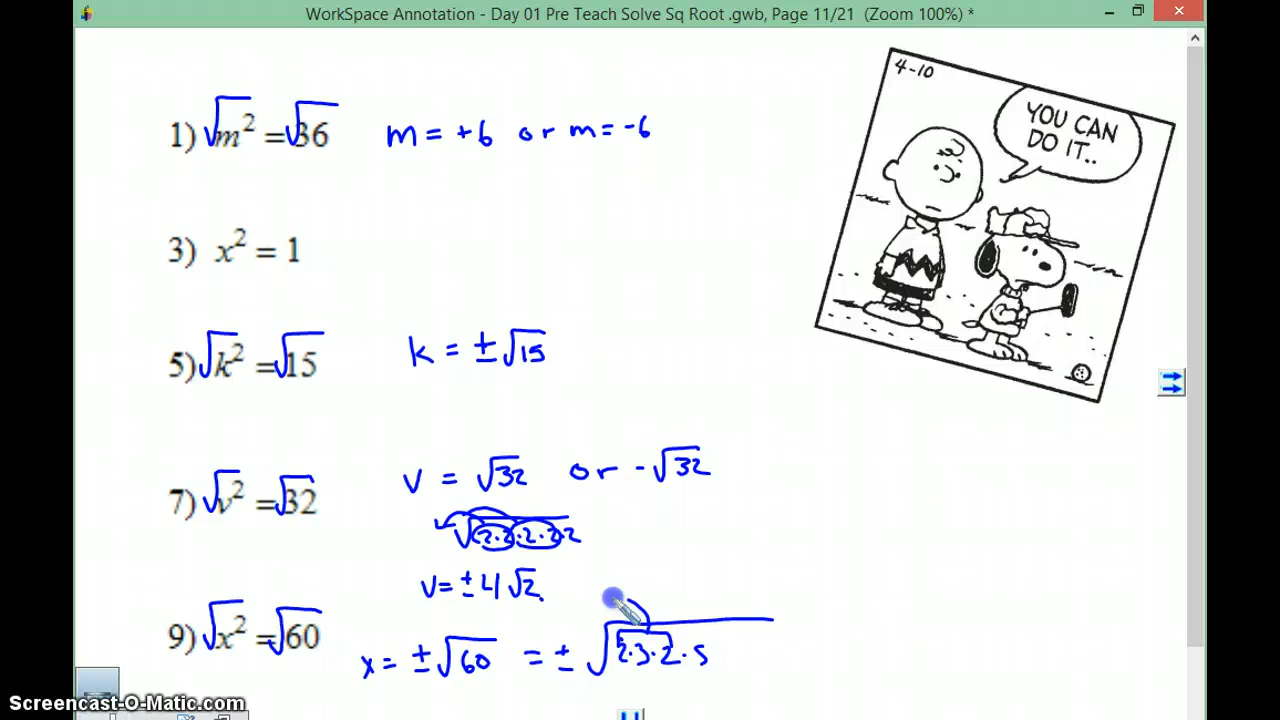 WorkSpace Annotation - Day 01 Pre Teach Solve Sq Root .gwb, Page 11/21 (Zoom 100%) *
4-10
YOU CAN
DO IT..
1) √m² = √36 m = +6 or m = -6
3) x² = 1
5) √k² = √15 k = ±√15
7) √v² = √32 v = √32 or -√32
√2·2·2·2·2
v = ±4√2.
9) √x² = √60 x = ±√60 = ±√2·3·2·5
Screencast-O-Matic.com